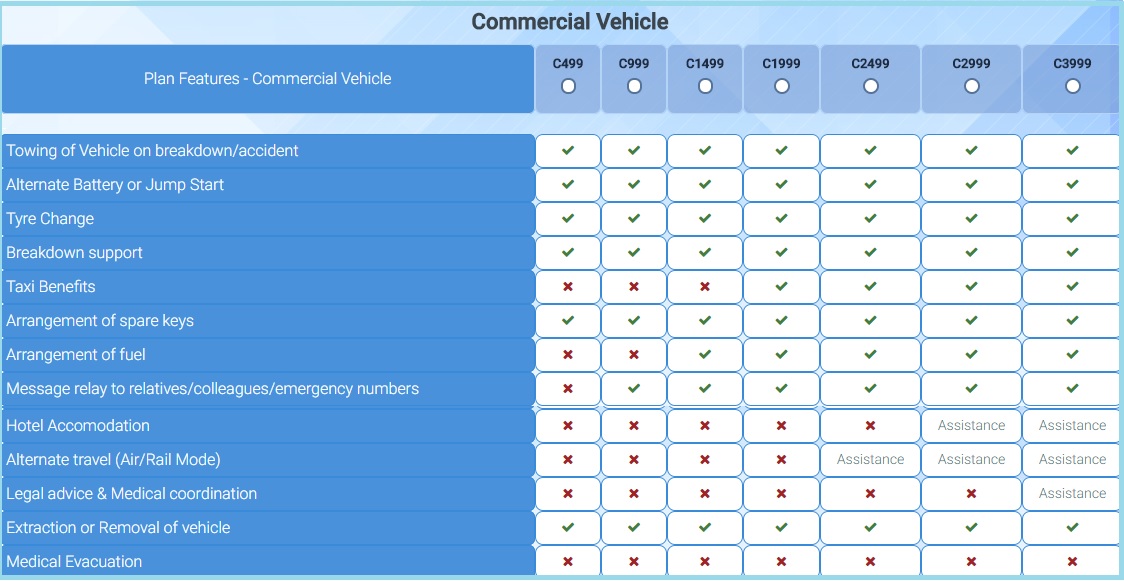 Commercial Vehicle
Plan Features - Commercial Vehicle C499 C999 C1499 C1999 C2499 C2999 C3999
Towing of Vehicle on breakdown/accident ✔ ✔ ✔ ✔ ✔ ✔ ✔
Alternate Battery or Jump Start ✔ ✔ ✔ ✔ ✔ ✔ ✔
Tyre Change ✔ ✔ ✔ ✔ ✔ ✔ ✔
Breakdown support ✔ ✔ ✔ ✔ ✔ ✔ ✔
Taxi Benefits ✖ ✖ ✖ ✔ ✔ ✔ ✔
Arrangement of spare keys ✔ ✔ ✔ ✔ ✔ ✔ ✔
Arrangement of fuel ✖ ✖ ✔ ✔ ✔ ✔ ✔
Message relay to relatives/colleagues/emergency numbers ✖ ✔ ✔ ✔ ✔ ✔ ✔
Hotel Accomodation ✖ ✖ ✖ ✖ ✖ Assistance Assistance
Alternate travel (Air/Rail Mode) ✖ ✖ ✖ ✖ Assistance Assistance Assistance
Legal advice & Medical coordination ✖ ✖ ✖ ✖ ✖ ✖ Assistance
Extraction or Removal of vehicle ✔ ✔ ✔ ✔ ✔ ✔ ✔
Medical Evacuation ✖ ✖ ✖ ✖ ✖ ✖ ✖